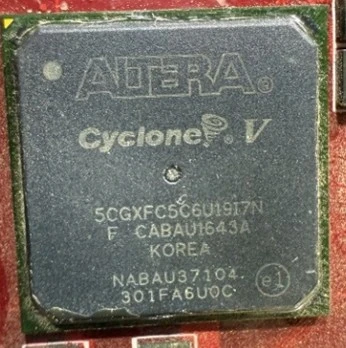 ALTERA®
Cyclone® V
5CGXFC5C6U19I7N
F CABAU1643A
KOREA
NABAU37104
301FA6U0C
e1